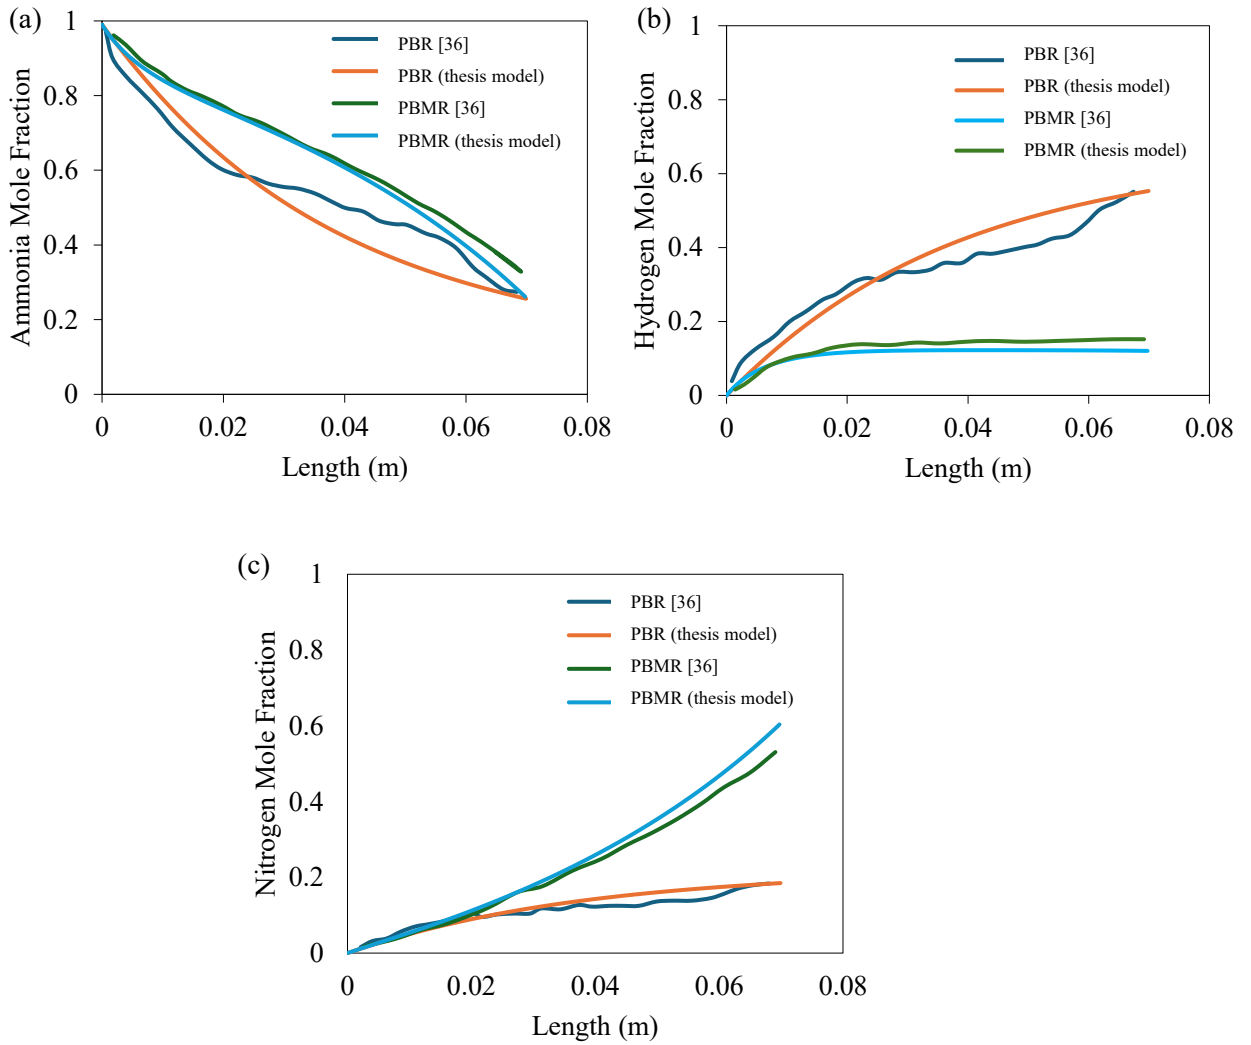 (a)
Ammonia Mole Fraction
1
0.8
0.6
0.4
0.2
0
0 0.02 0.04 0.06 0.08
Length (m)
PBR [36]
PBR (thesis model)
PBMR [36]
PBMR (thesis model)
(b)
Hydrogen Mole Fraction
1
0.8
0.6
0.4
0.2
0
0 0.02 0.04 0.06 0.08
Length (m)
PBR [36]
PBR (thesis model)
PBMR [36]
PBMR (thesis model)
(c)
Nitrogen Mole Fraction
1
0.8
0.6
0.4
0.2
0
0 0.02 0.04 0.06 0.08
Length (m)
PBR [36]
PBR (thesis model)
PBMR [36]
PBMR (thesis model)